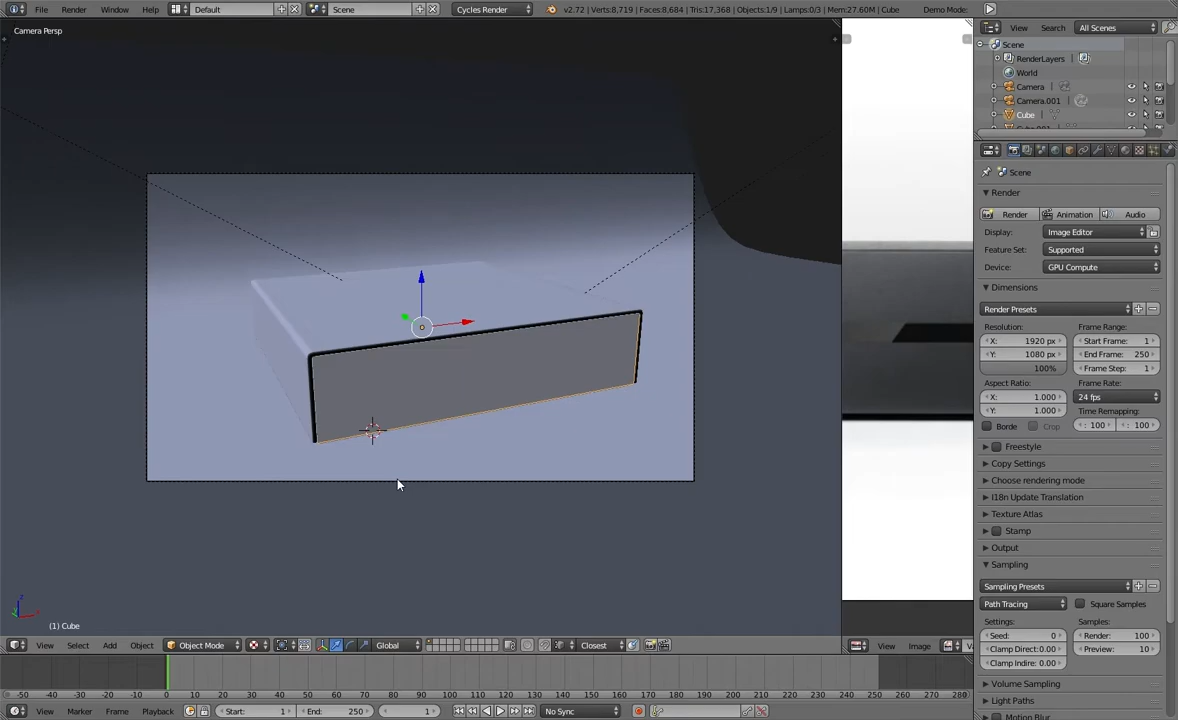 File Render Window Help Default Scene Cycles Render v2.72 | Verts:8,719 | Faces:8,684 | Tris:17,368 | Objects:1/9 | Lamps:0/3 | Mem:27.60M | Cube Demo Mode:
Camera Persp
View Search All Scenes
Scene
RenderLayers
World
Camera
Camera.001
Cube
Scene
Render
Render Animation Audio
Display: Image Editor
Feature Set: Supported
Device: GPU Compute
Dimensions
Render Presets
Resolution: Frame Range:
X: 1920 px Start Frame: 1
Y: 1080 px End Frame: 250
100% Frame Step: 1
Aspect Ratio: Frame Rate:
X: 1.000 24 fps
Y: 1.000 Time Remapping:
Borde Crop : 100 : 100
Freestyle
Copy Settings
Choose rendering mode
I18n Update Translation
Texture Atlas
Stamp
Output
Sampling
Sampling Presets
Path Tracing Square Samples
Settings: Samples:
Seed: 0 Render: 100
Clamp Direct:0.00 Preview: 10
Clamp Indire: 0.00
Volume Sampling
Light Paths
Motion Blur
z
(1) Cube
View Select Add Object Object Mode Global Closest View Image
-50 -40 -30 -20 -10 0 10 20 30 40 50 60 70 80 90 100 110 120 130 140 150 160 170 180 190 200 210 220 230 240 250 260 270 280
View Marker Frame Playback Start: 1 End: 250 1 No Sync